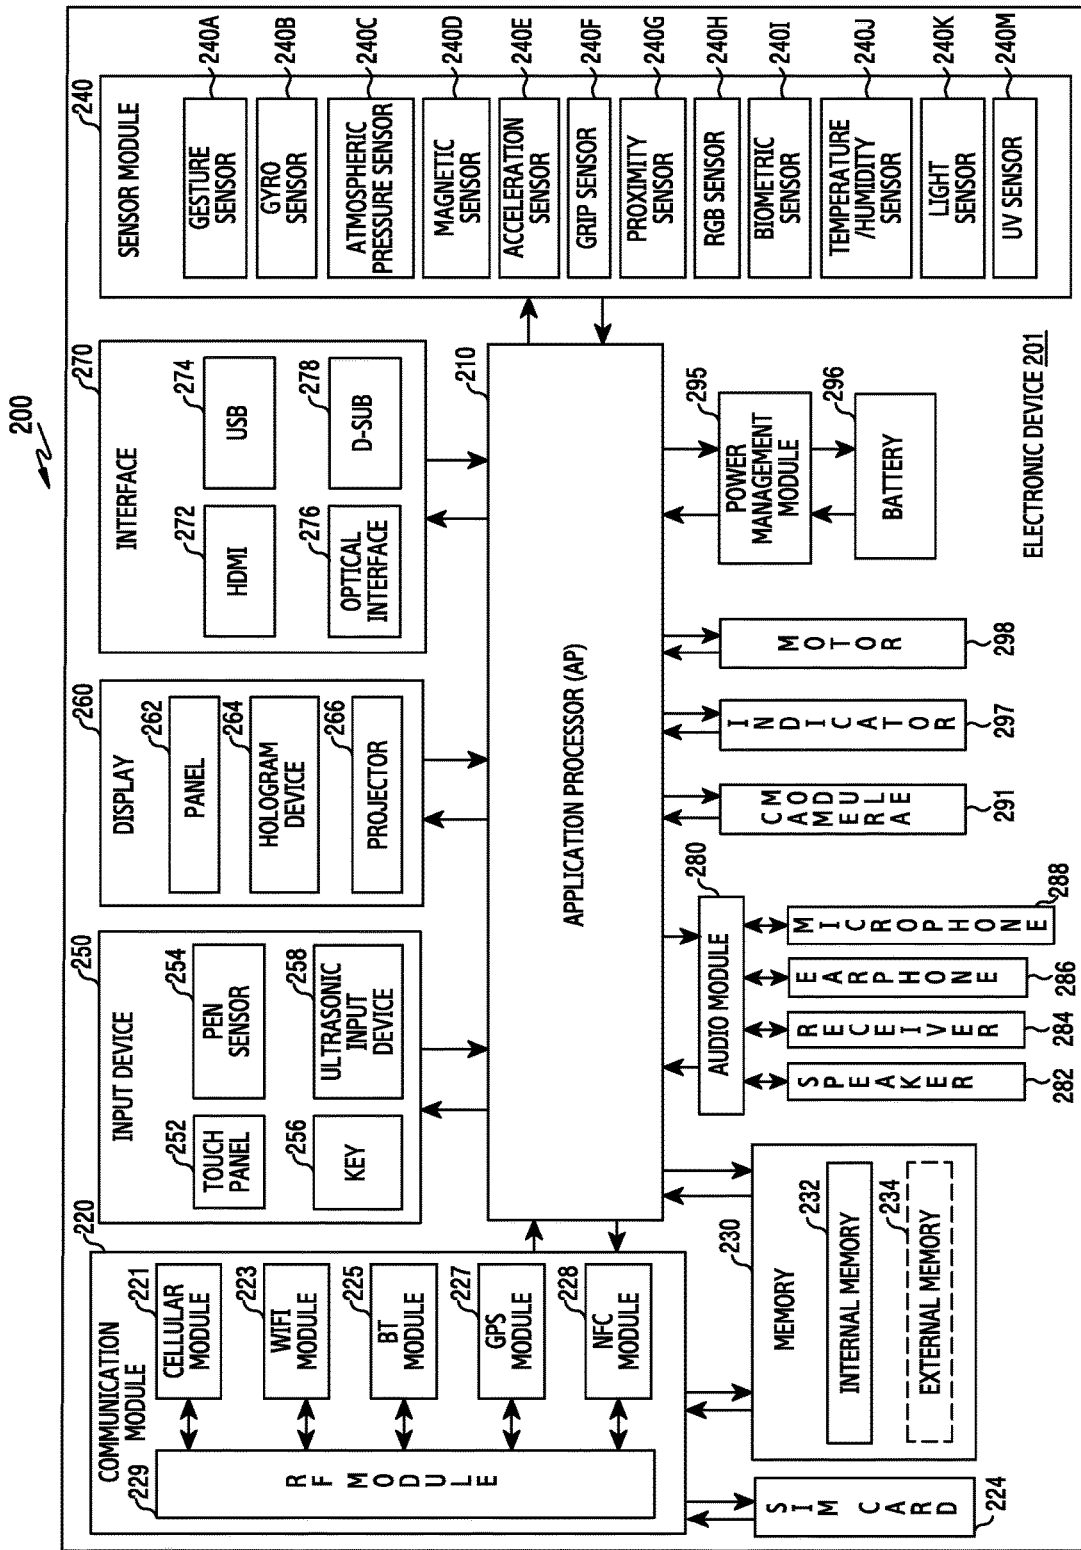 200
COMMUNICATION
MODULE
220
229
RF MODULE
221
CELLULAR
MODULE
223
WIFI
MODULE
225
BT
MODULE
227
GPS
MODULE
228
NFC
MODULE
SIM CARD
224
250
INPUT DEVICE
252
TOUCH
PANEL
254
PEN
SENSOR
256
KEY
258
ULTRASONIC
INPUT
DEVICE
260
DISPLAY
262
PANEL
264
HOLOGRAM
DEVICE
266
PROJECTOR
270
INTERFACE
272
HDMI
274
USB
276
OPTICAL
INTERFACE
278
D-SUB
240
SENSOR MODULE
GESTURE
SENSOR
240A
GYRO
SENSOR
240B
ATMOSPHERIC
PRESSURE SENSOR
240C
MAGNETIC
SENSOR
240D
ACCELERATION
SENSOR
240E
GRIP SENSOR
240F
PROXIMITY
SENSOR
240G
RGB SENSOR
240H
BIOMETRIC
SENSOR
240I
TEMPERATURE
/HUMIDITY
SENSOR
240J
LIGHT
SENSOR
240K
UV SENSOR
240M
210
APPLICATION PROCESSOR (AP)
230
MEMORY
232
INTERNAL MEMORY
234
EXTERNAL MEMORY
280
AUDIO MODULE
SPEAKER
282
RECEIVER
284
EARPHONE
286
MICROPHONE
288
CAMERA
MODULE
291
INDICATOR
297
MOTOR
298
295
POWER
MANAGEMENT
MODULE
296
BATTERY
ELECTRONIC DEVICE 201